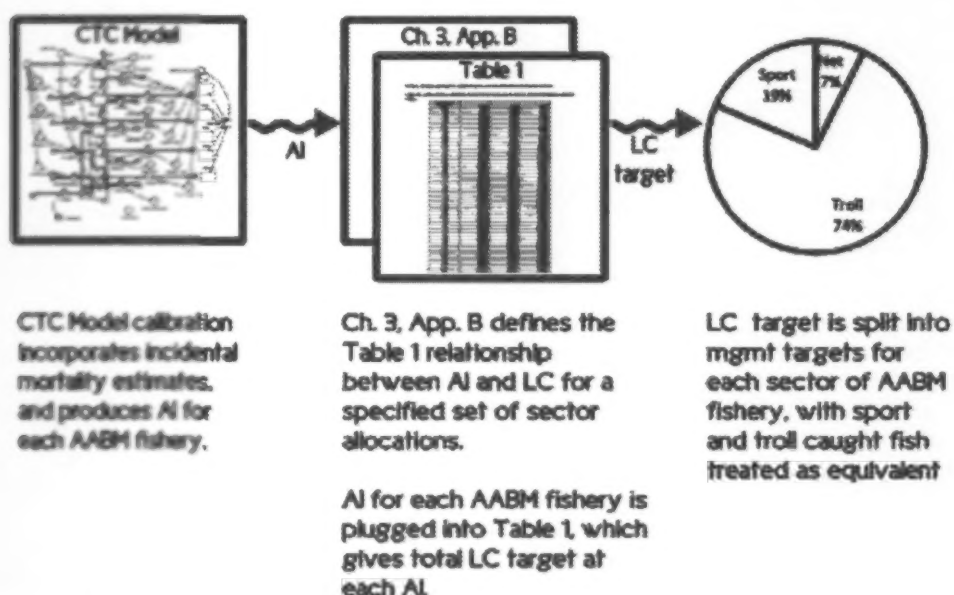 CTC Model
AI
Ch. 3, App. B
Table 1
LC
target
Sport
19%
Net
7%
Troll
74%
CTC Model calibration
incorporates incidental
mortality estimates,
and produces AI for
each AABM fishery.
Ch. 3, App. B defines the
Table 1 relationship
between AI and LC for a
specified set of sector
allocations.
AI for each AABM fishery is
plugged into Table 1, which
gives total LC target at
each AI.
LC target is split into
mgmt targets for
each sector of AABM
fishery, with sport
and troll caught fish
treated as equivalent